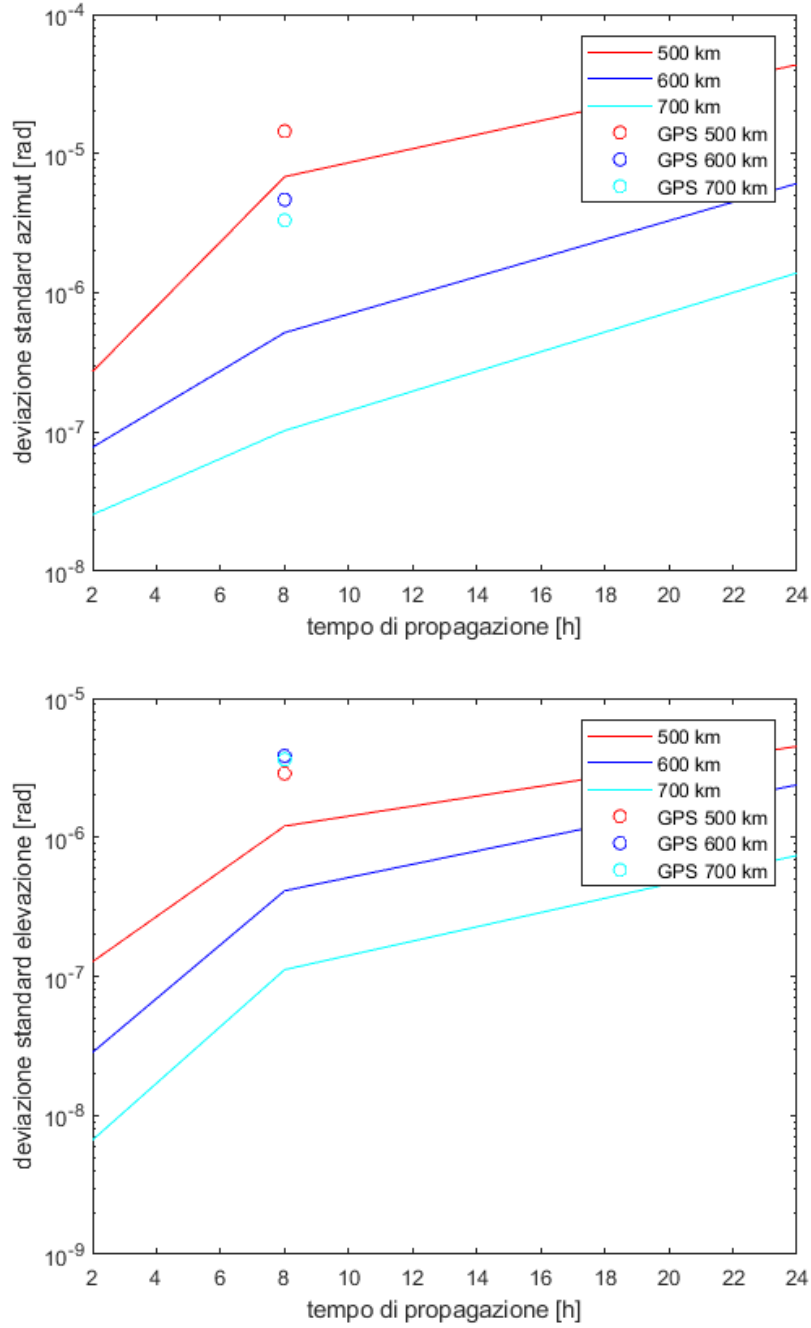 10^-4
10^-5
10^-6
10^-7
10^-8
deviazione standard azimut [rad]
500 km
600 km
700 km
GPS 500 km
GPS 600 km
GPS 700 km
2 4 6 8 10 12 14 16 18 20 22 24
tempo di propagazione [h]
10^-5
10^-6
10^-7
10^-8
10^-9
deviazione standard elevazione [rad]
500 km
600 km
700 km
GPS 500 km
GPS 600 km
GPS 700 km
2 4 6 8 10 12 14 16 18 20 22 24
tempo di propagazione [h]